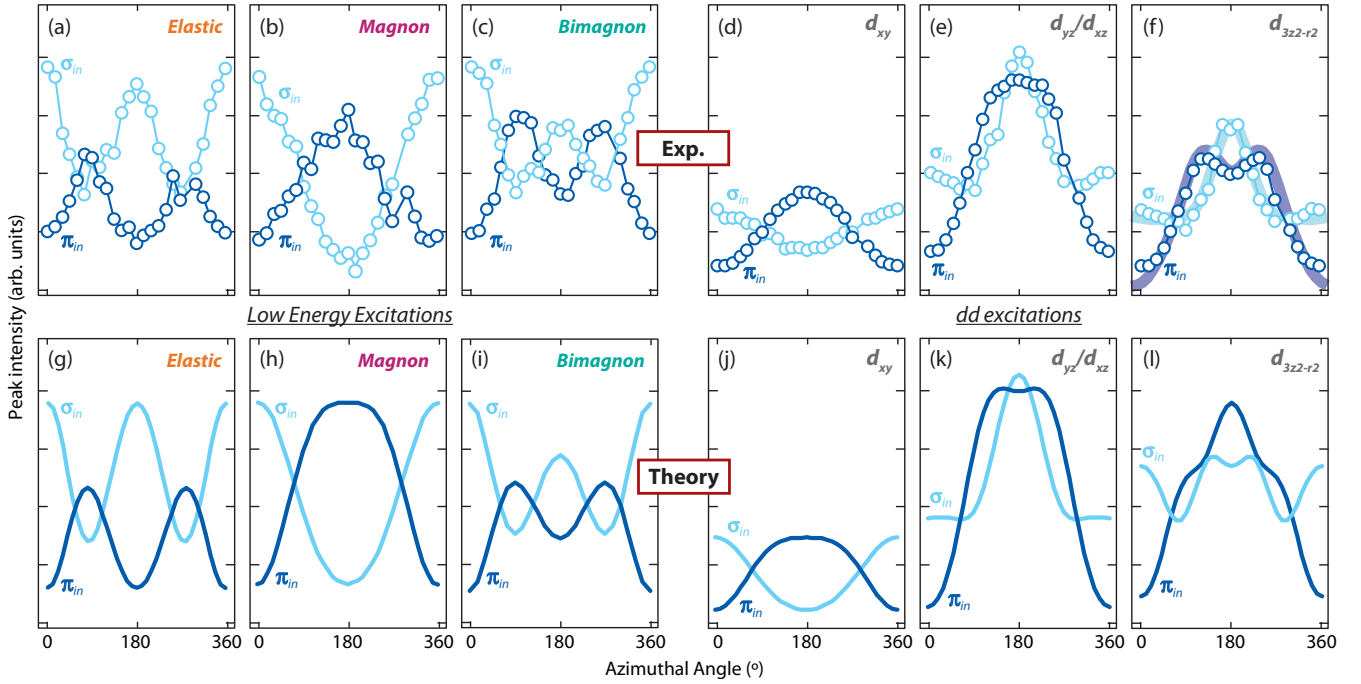 (a) Elastic
σin
πin
(b) Magnon
σin
πin
(c) Bimagnon
σin
πin
Exp.
(d) dxy
σin
πin
(e) dyz/dxz
σin
πin
(f) d3z2-r2
σin
πin
Peak intensity (arb. units)
Low Energy Excitations
dd excitations
(g) Elastic
σin
πin
0 180 360
(h) Magnon
σin
πin
0 180 360
(i) Bimagnon
σin
πin
0 180 360
Theory
(j) dxy
σin
πin
0 180 360
(k) dyz/dxz
σin
πin
0 180 360
(l) d3z2-r2
σin
πin
0 180 360
Azimuthal Angle (º)